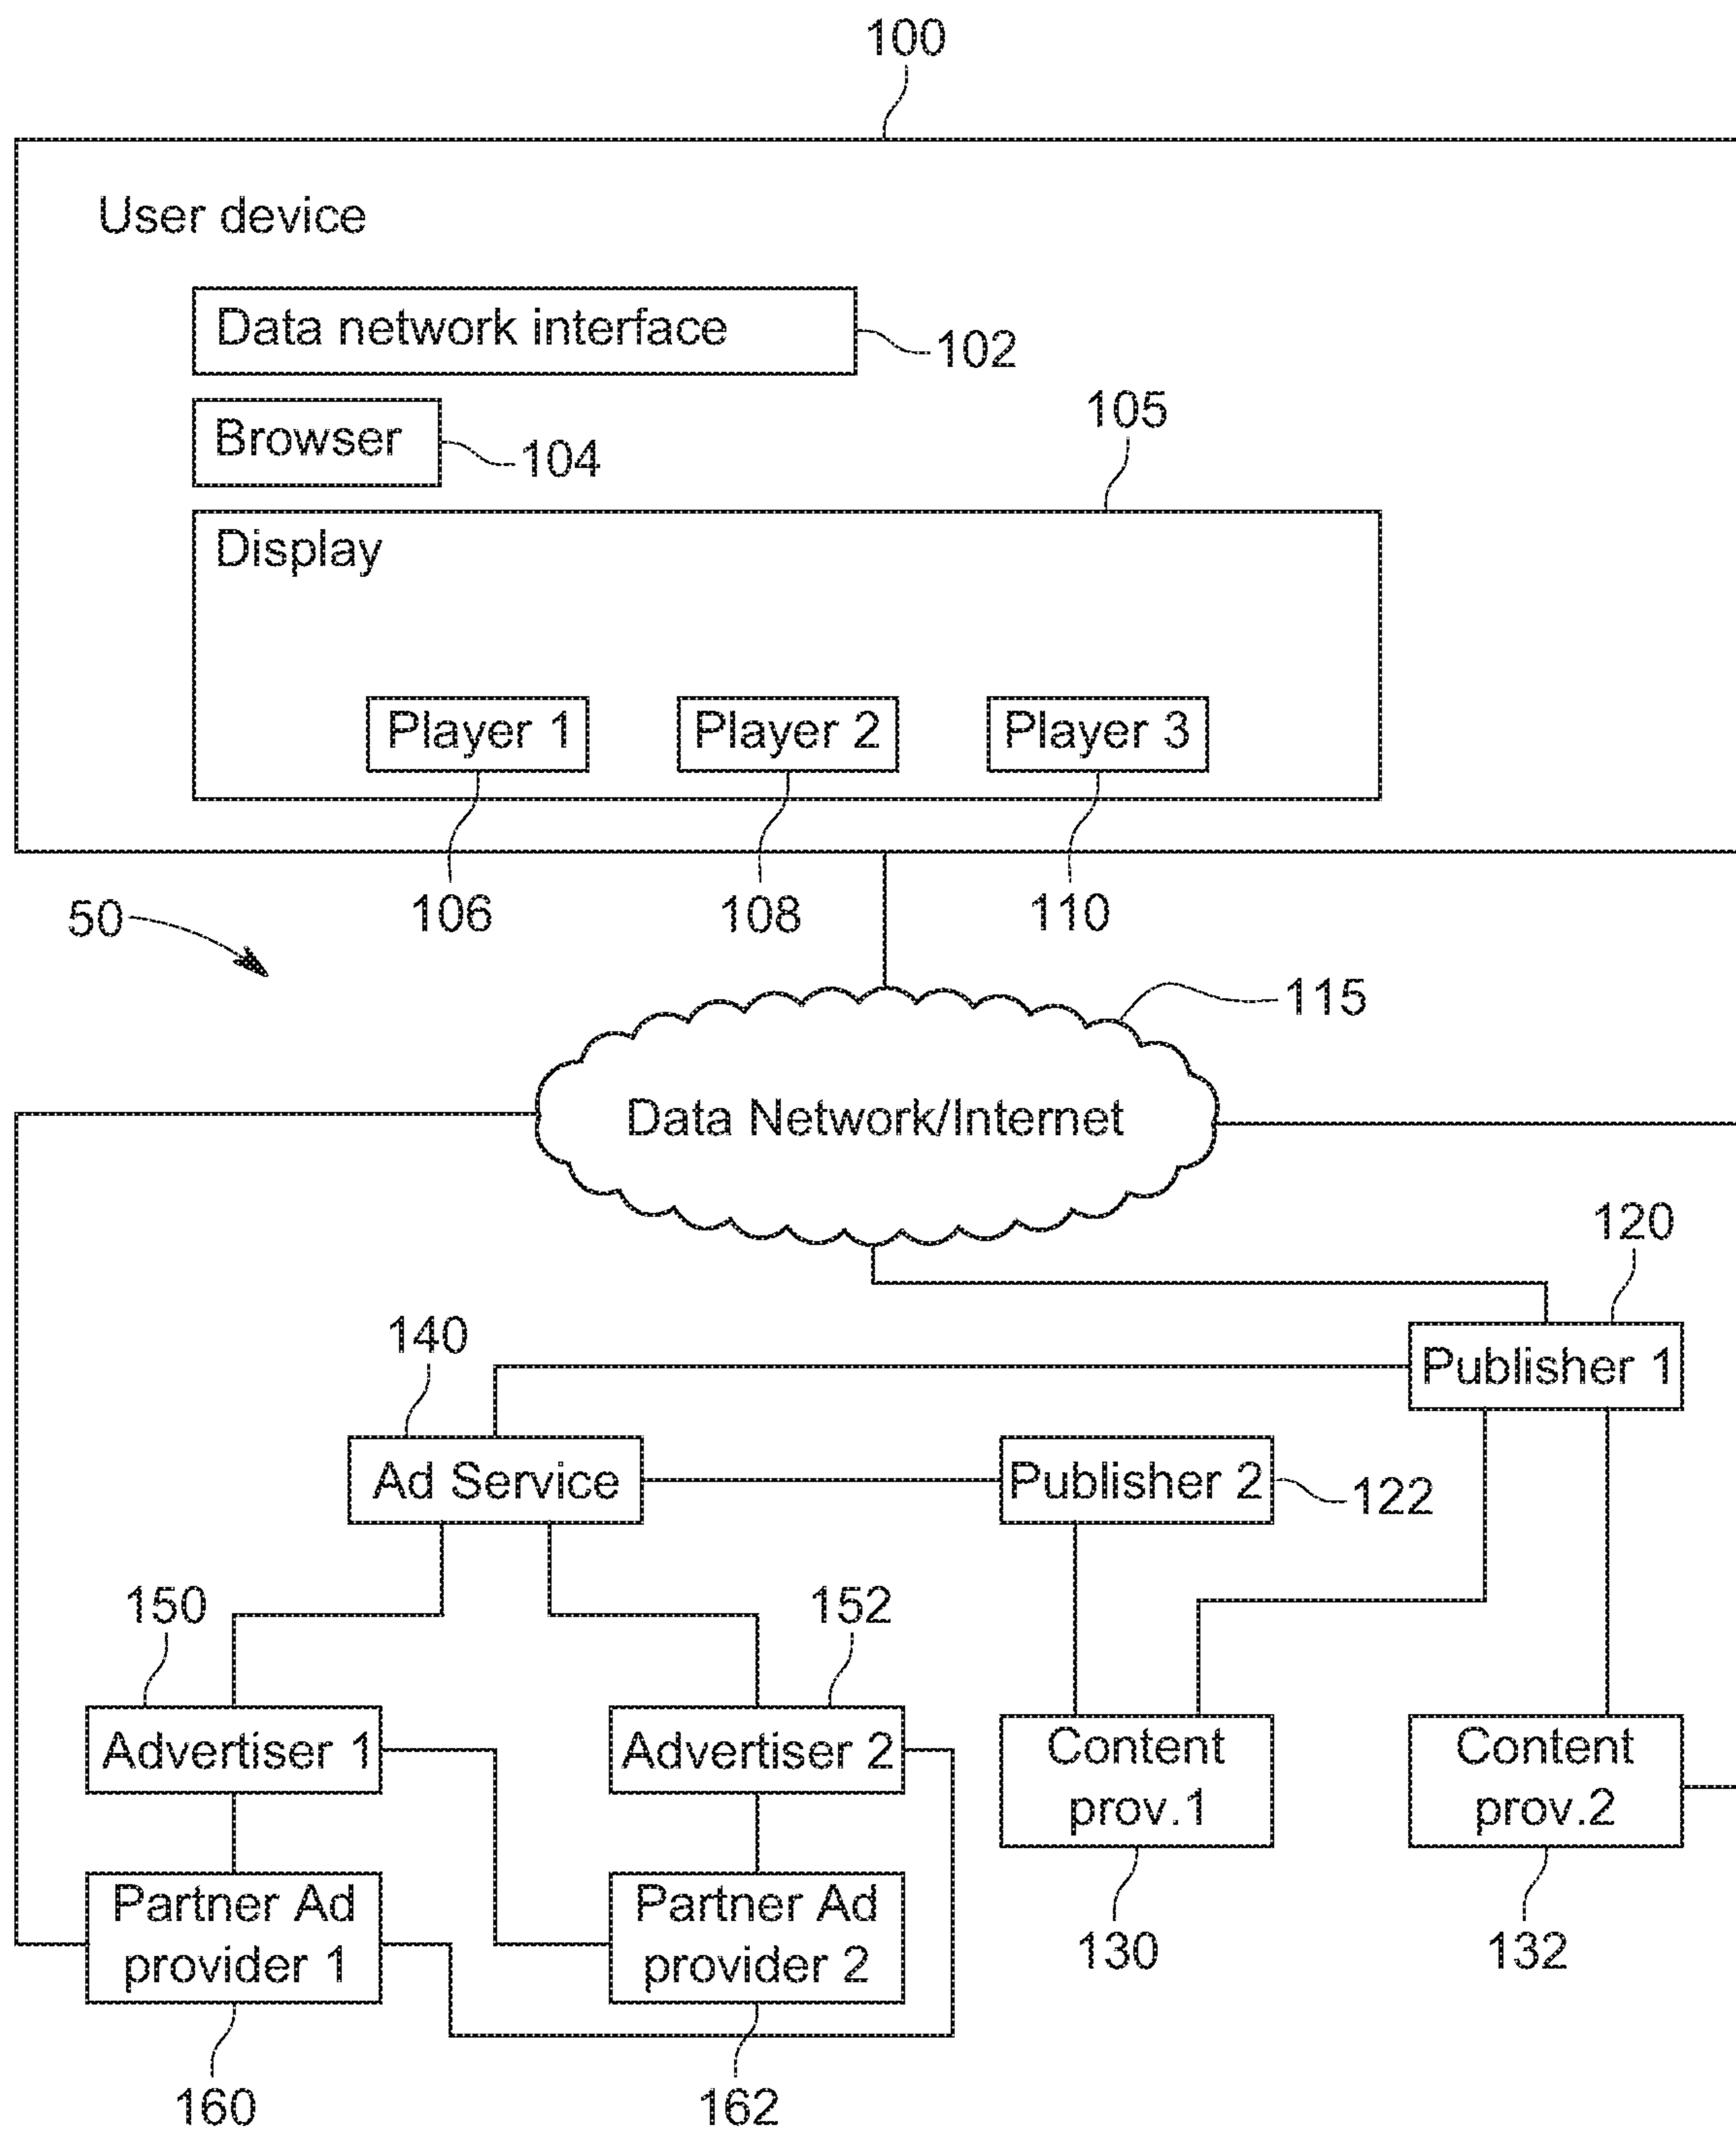 100
User device
Data network interface
102
Browser
104
105
Display
Player 1
Player 2
Player 3
106
108
110
50
115
Data Network/Internet
120
140
Publisher 1
Ad Service
Publisher 2
122
150
152
Advertiser 1
Advertiser 2
Content
prov.1
Content
prov.2
Partner Ad
provider 1
Partner Ad
provider 2
130
132
160
162